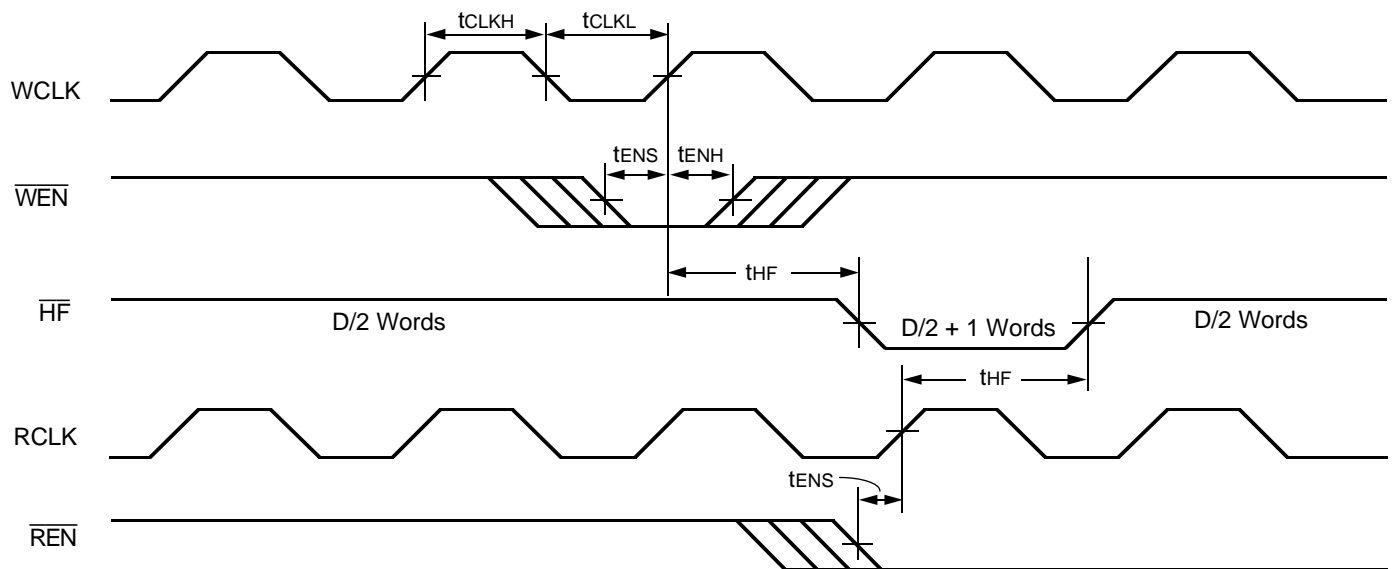 tCLKH tCLKL
WCLK
tENS tENH
WEN
tHF
HF
D/2 Words D/2 + 1 Words D/2 Words
tHF
RCLK
tENS
REN